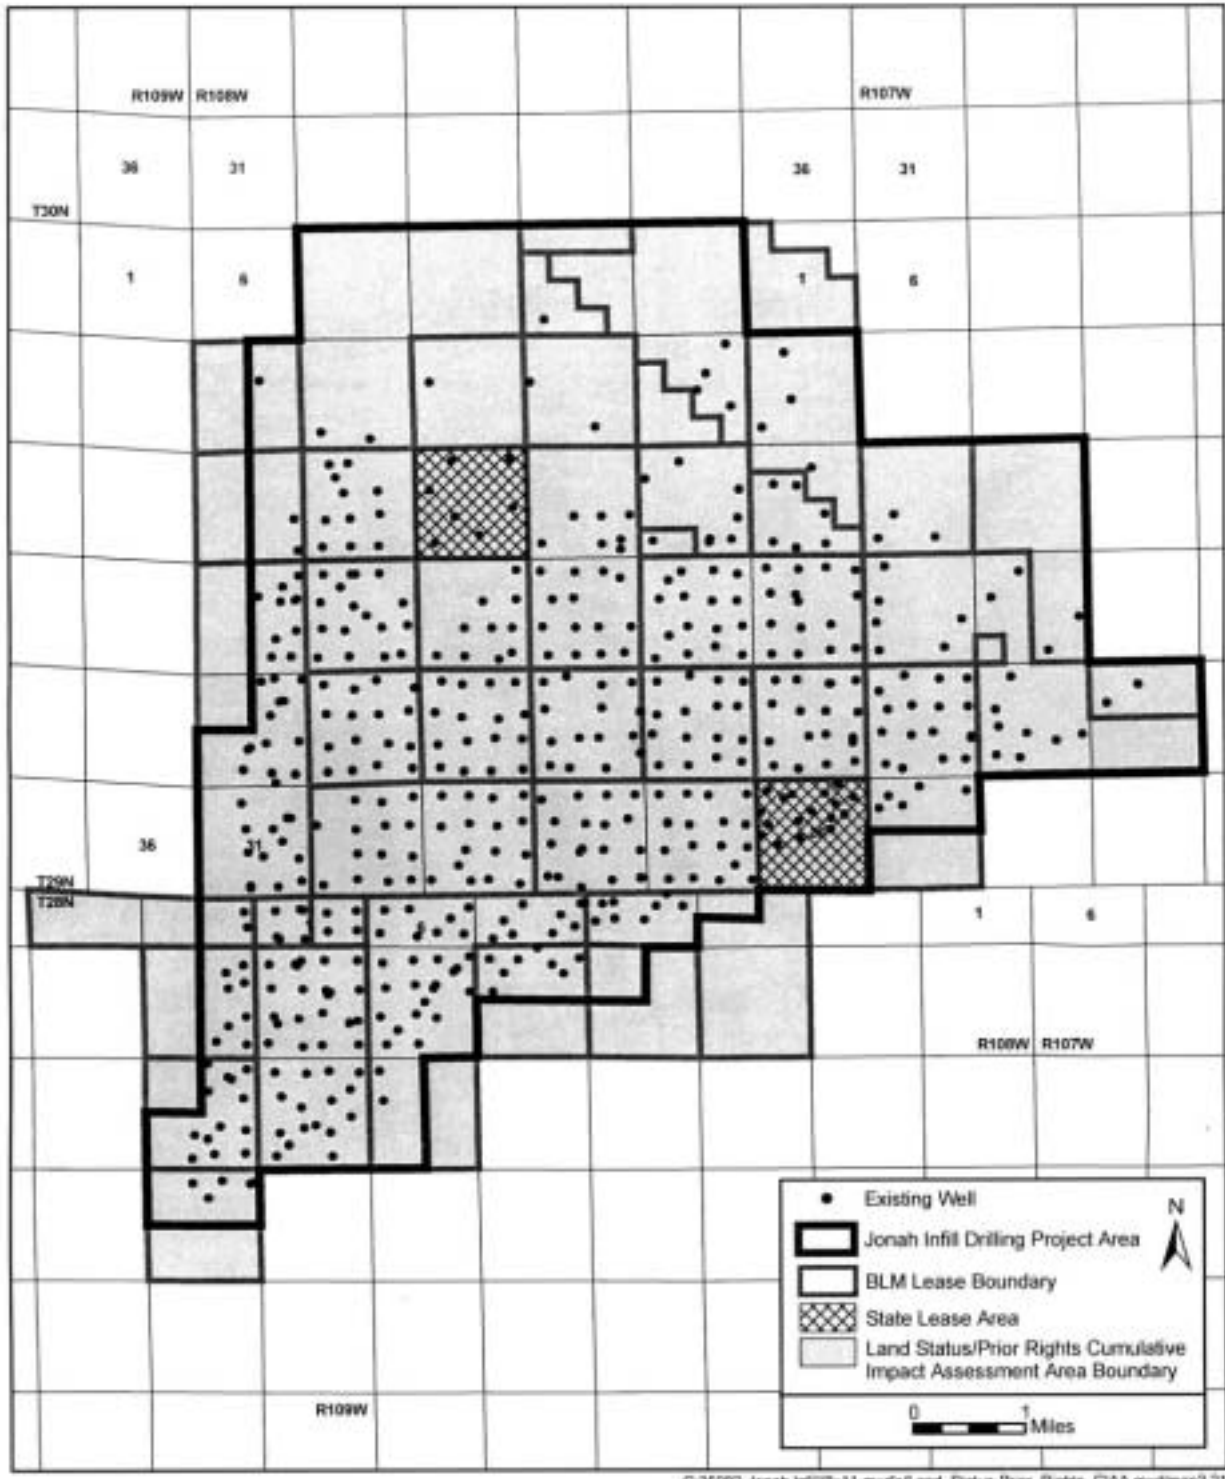 R109W R108W
R107W
36 31 36 31
T30N
1 6 1 6
36 31
T29N
T28N
1 6
R108W R107W
Existing Well
N
Jonah Infill Drilling Project Area
BLM Lease Boundary
State Lease Area
Land Status/Prior Rights Cumulative
Impact Assessment Area Boundary
0 1
Miles
R109W